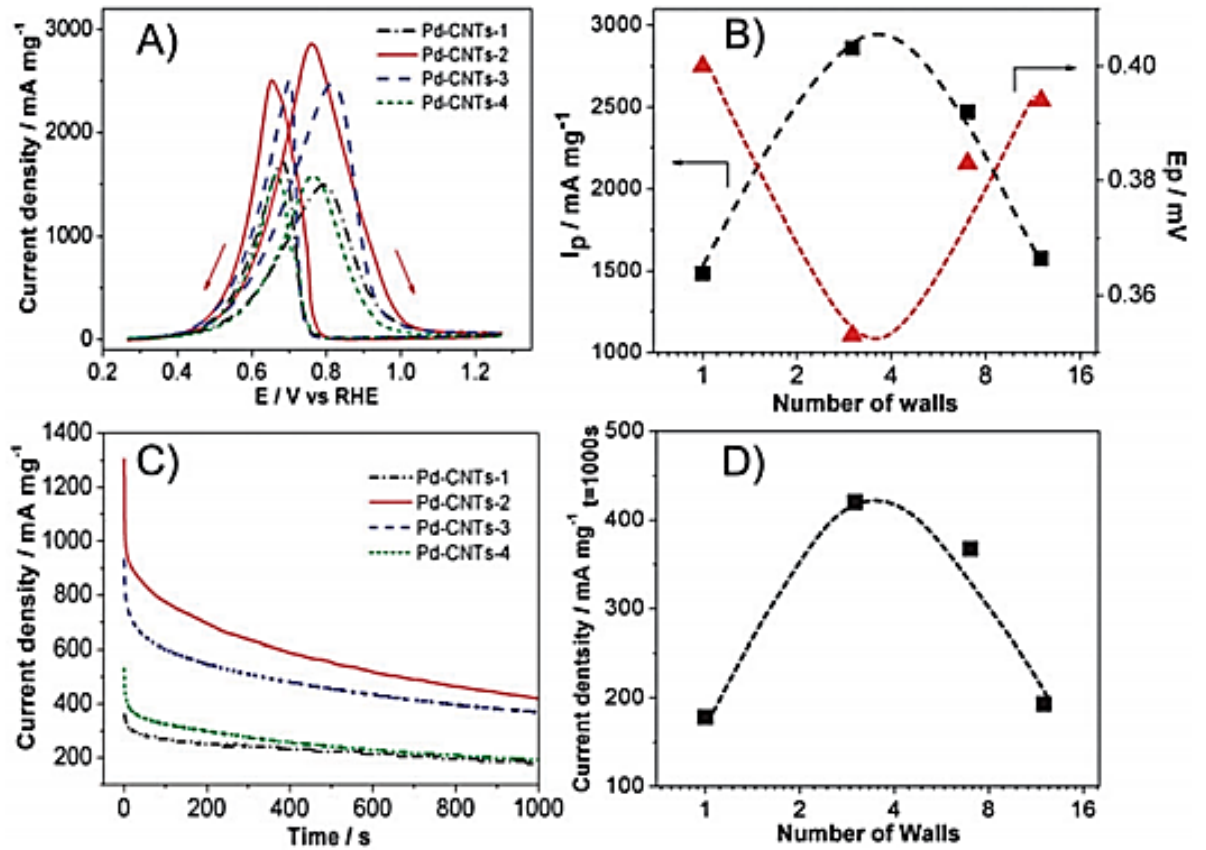 A)
Pd-CNTs-1
Pd-CNTs-2
Pd-CNTs-3
Pd-CNTs-4
3000
2000
1000
0
Current density / mA mg⁻¹
0.2 0.4 0.6 0.8 1.0 1.2
E / V vs RHE
B)
3000
2500
2000
1500
1000
Iₚ / mA mg⁻¹
0.40
0.38
0.36
Ep / mV
1 2 4 8 16
Number of walls
C)
Pd-CNTs-1
Pd-CNTs-2
Pd-CNTs-3
Pd-CNTs-4
1400
1200
1000
800
600
400
200
Current density / mA mg⁻¹
0 200 400 600 800 1000
Time / s
D)
500
400
300
200
100
Current dentsity / mA mg⁻¹ t=1000s
1 2 4 8 16
Number of Walls